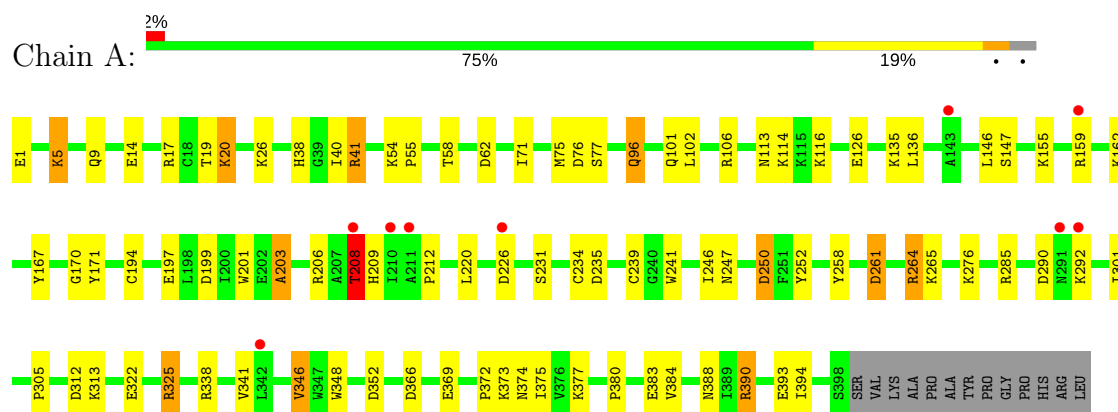 2%
Chain A:
75% 19% • •
E1 K5 Q9 E14 R17 C18 T19 K20 K26 H38 G39 I40 R41 K54 P55 T58 D62 I71 N75 D76 S77 Q96 Q101 L102 R106 N113 K114 K115 K116 E126 K135 L136 A143 L146 S147 K155 R159 K162
Y167 G170 Y171 C194 E197 L198 D199 I200 W201 E202 A203 R206 A207 T208 H209 I210 A211 P212 L220 D226 S231 C234 D235 C239 G240 W241 I246 N247 D250 F251 Y252 Y258 D261 R264 K265 K276 R285 D290 N291 K292 I301
P305 D312 K313 E322 R325 R338 V341 L342 V346 W347 W348 D352 D366 E369 P372 K373 N374 I375 V376 K377 P380 E383 V384 N388 I389 R390 E393 I394 S398 SER VAL LYS ALA PRO ALA TYR PRO GLY PRO HIS ARG LEU